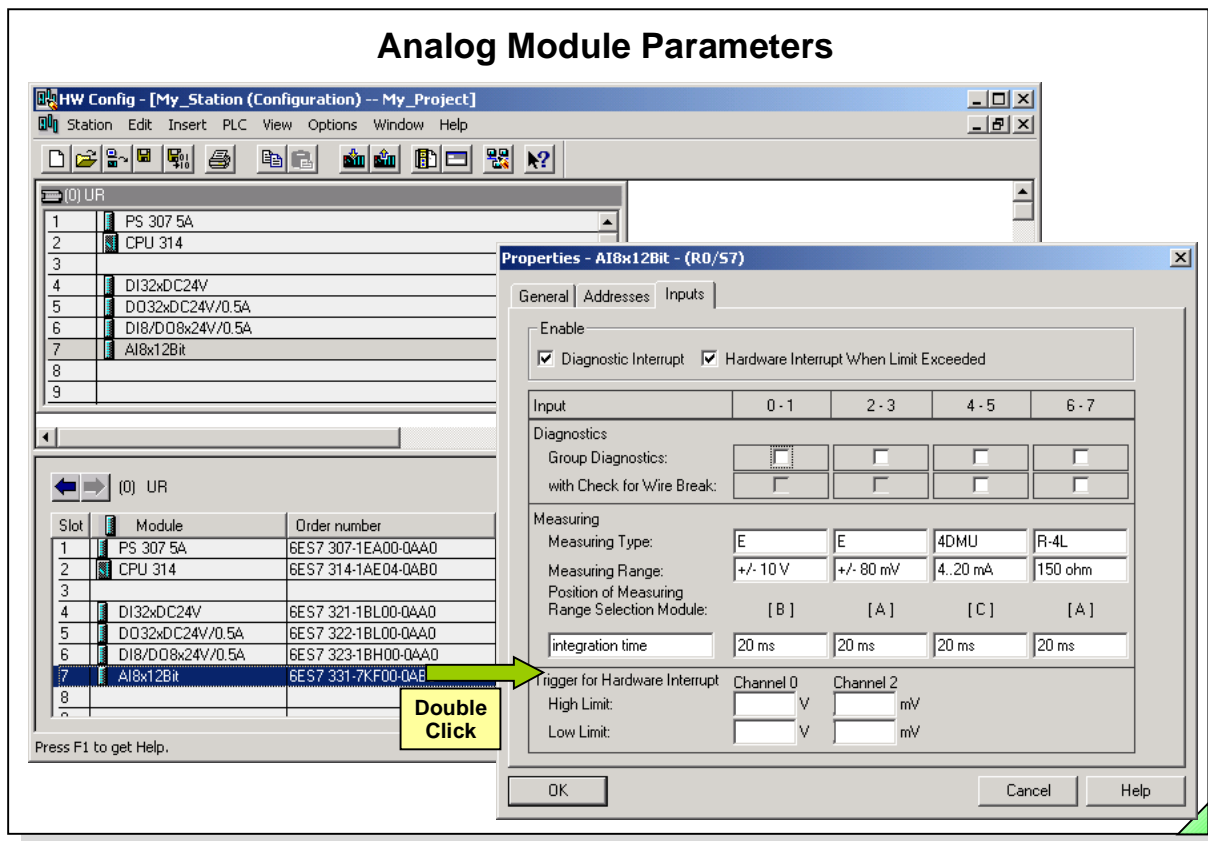 Analog Module Parameters
HW Config - [My_Station (Configuration) -- My_Project]
Station Edit Insert PLC View Options Window Help
(0) UR
1 PS 307 5A
2 CPU 314
3
4 DI32xDC24V
5 DO32xDC24V/0.5A
6 DI8/DO8x24V/0.5A
7 AI8x12Bit
8
9
(0) UR
Slot Module Order number
1 PS 307 5A 6ES7 307-1EA00-0AA0
2 CPU 314 6ES7 314-1AE04-0AB0
3
4 DI32xDC24V 6ES7 321-1BL00-0AA0
5 DO32xDC24V/0.5A 6ES7 322-1BL00-0AA0
6 DI8/DO8x24V/0.5A 6ES7 323-1BH00-0AA0
7 AI8x12Bit 6ES7 331-7KF00-0AB
8
Press F1 to get Help.
Double
Click
Properties - AI8x12Bit - (R0/S7)
General Addresses Inputs
Enable
Diagnostic Interrupt Hardware Interrupt When Limit Exceeded
Input 0 - 1 2 - 3 4 - 5 6 - 7
Diagnostics
Group Diagnostics:
with Check for Wire Break:
Measuring
Measuring Type: E E 4DMU R-4L
Measuring Range: +/- 10 V +/- 80 mV 4..20 mA 150 ohm
Position of Measuring
Range Selection Module: [ B ] [ A ] [ C ] [ A ]
integration time 20 ms 20 ms 20 ms 20 ms
Trigger for Hardware Interrupt Channel 0 Channel 2
High Limit: V mV
Low Limit: V mV
OK Cancel Help